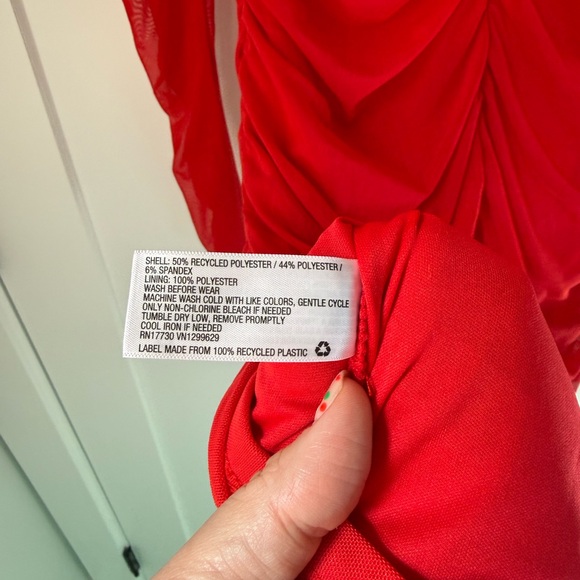 SHELL: 50% RECYCLED POLYESTER / 44% POLYESTER /
6% SPANDEX
LINING: 100% POLYESTER
WASH BEFORE WEAR
MACHINE WASH COLD WITH LIKE COLORS, GENTLE CYCLE
ONLY NON-CHLORINE BLEACH IF NEEDED
TUMBLE DRY LOW, REMOVE PROMPTLY
COOL IRON IF NEEDED
RN17730 VN1299629
LABEL MADE FROM 100% RECYCLED PLASTIC